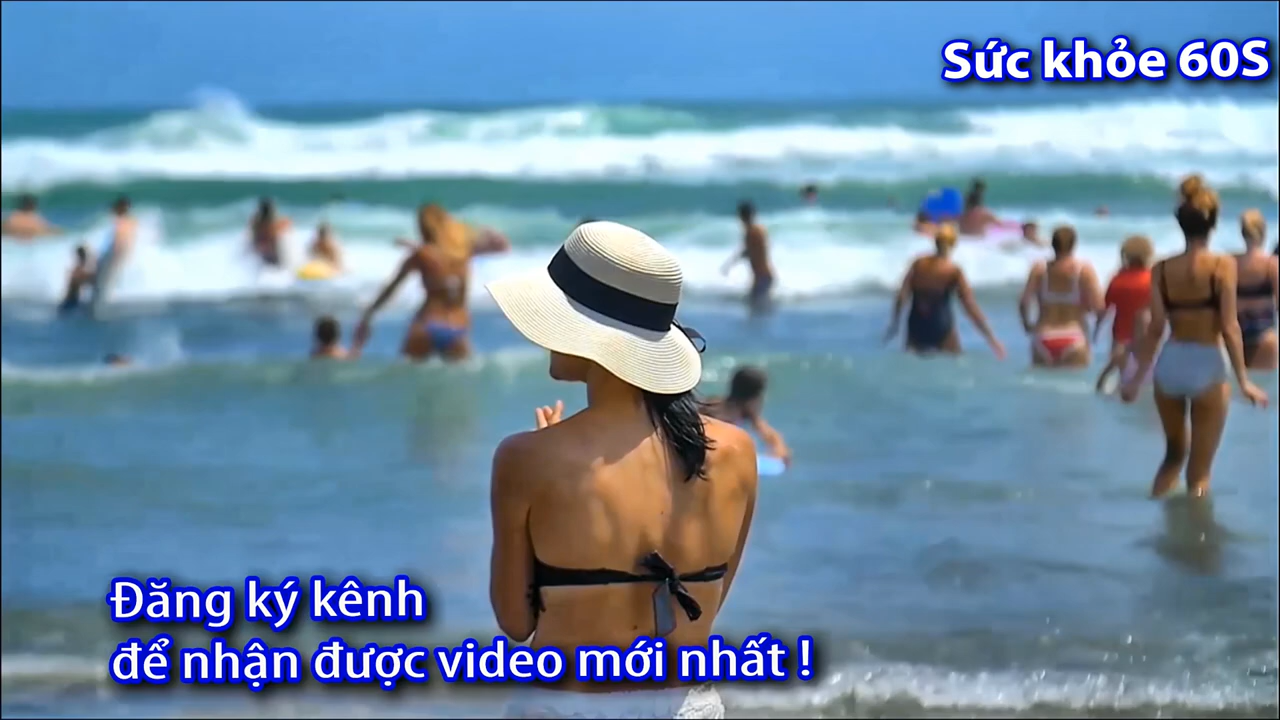 Sức khỏe 60S
Đăng ký kênh
để nhận được video mới nhất !